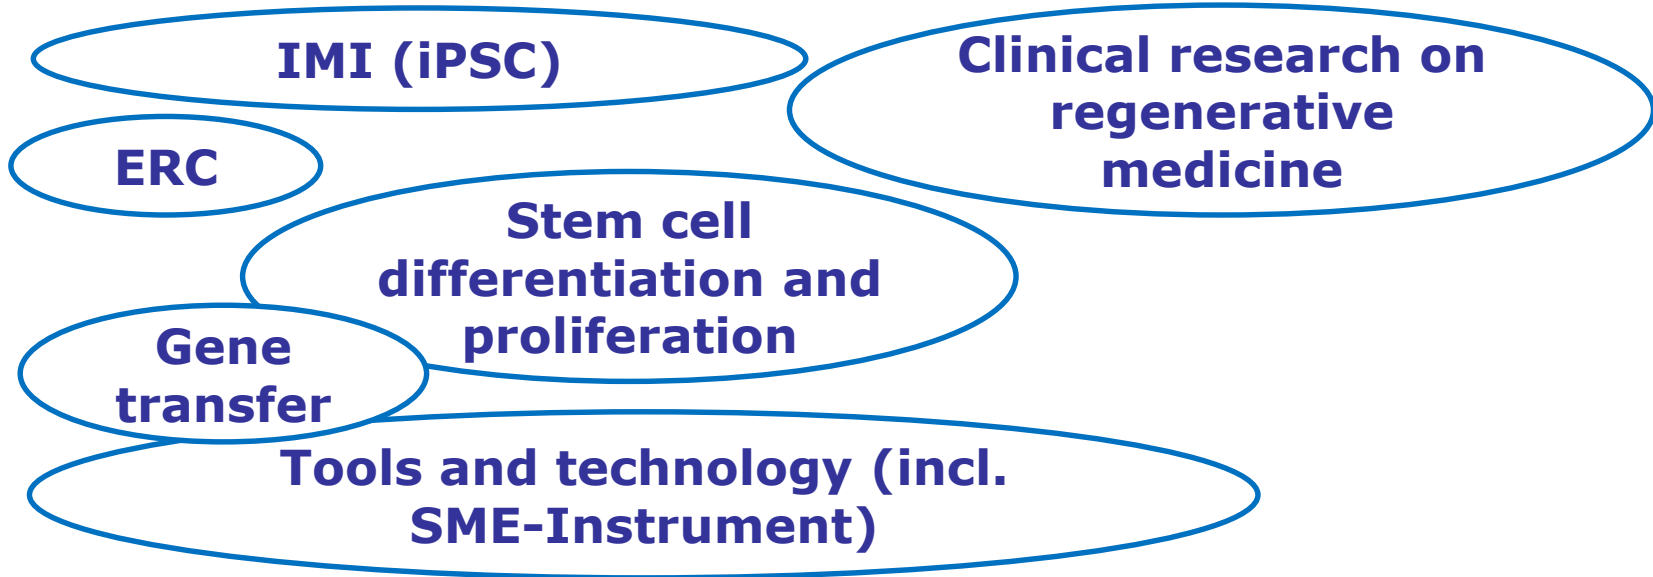 IMI (iPSC)
Clinical research on
regenerative
medicine
ERC
Stem cell
differentiation and
proliferation
Gene
transfer
Tools and technology (incl.
SME-Instrument)